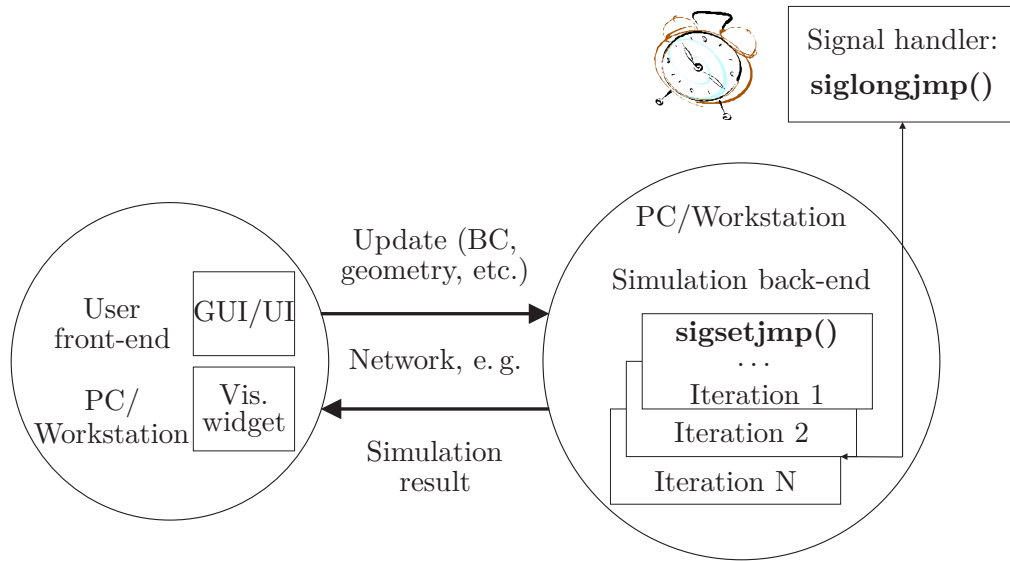 Signal handler:
siglongjmp()
PC/Workstation
Update (BC,
geometry, etc.)
Simulation back-end
User
front-end
GUI/UI
sigsetjmp()
...
Network, e. g.
Iteration 1
PC/
Workstation
Vis.
widget
Iteration 2
Simulation
result
Iteration N